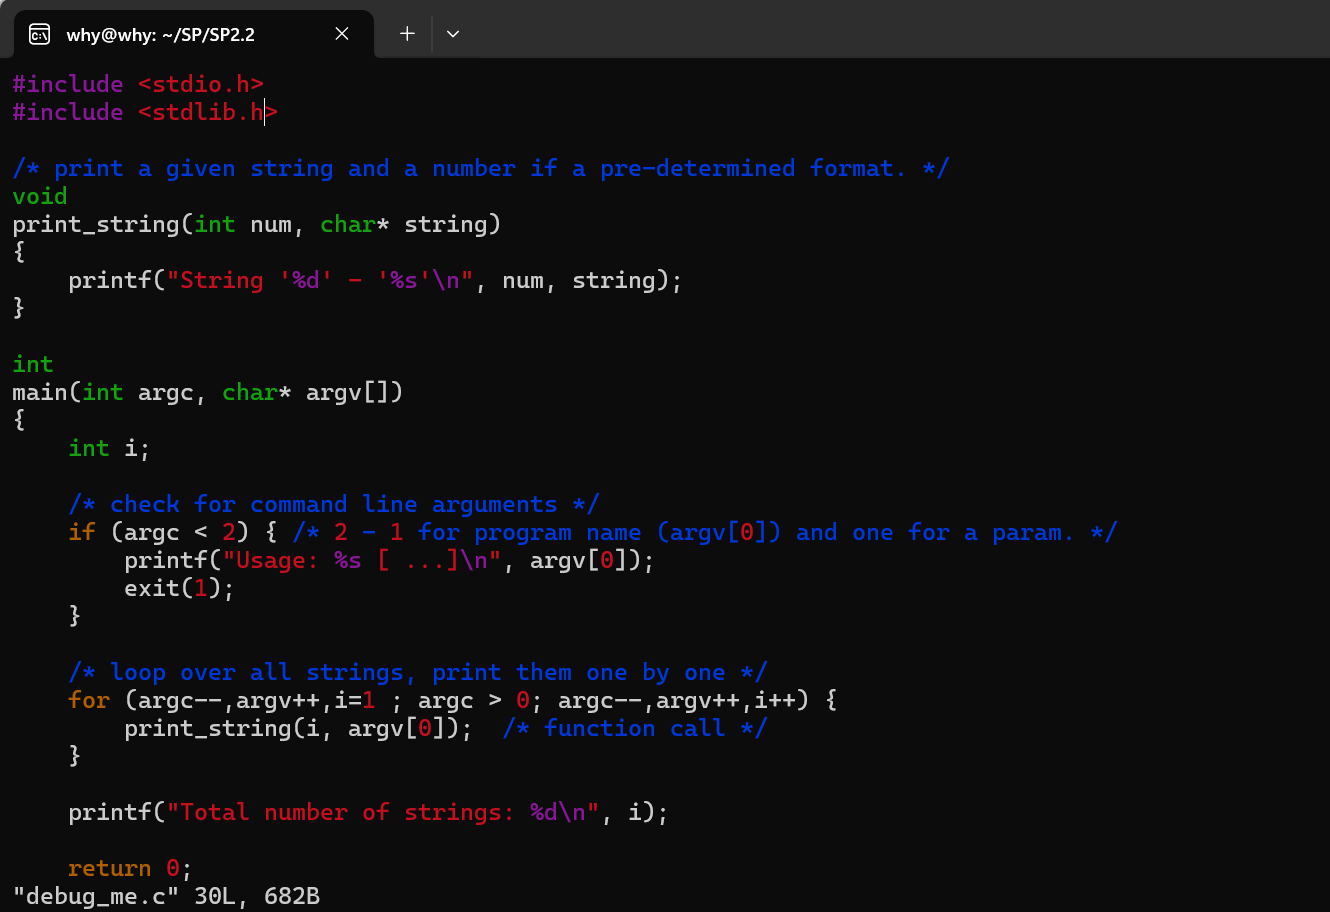 why@why: ~/SP/SP2.2
#include <stdio.h>
#include <stdlib.h>
/* print a given string and a number if a pre-determined format. */
void
print_string(int num, char* string)
{
    printf("String '%d' - '%s'\n", num, string);
}
int
main(int argc, char* argv[])
{
    int i;
    /* check for command line arguments */
    if (argc < 2) { /* 2 - 1 for program name (argv[0]) and one for a param. */
        printf("Usage: %s [ ...]\n", argv[0]);
        exit(1);
    }
    /* loop over all strings, print them one by one */
    for (argc--,argv++,i=1 ; argc > 0; argc--,argv++,i++) {
        print_string(i, argv[0]);  /* function call */
    }
    printf("Total number of strings: %d\n", i);
    return 0;
"debug_me.c" 30L, 682B